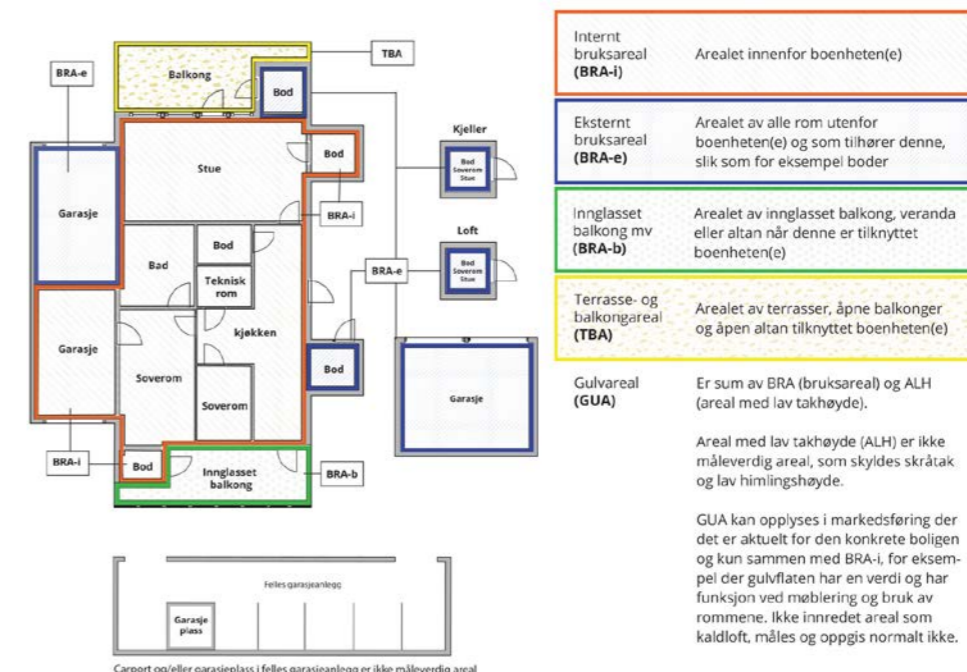 TBA
BRA-e
Balkong
Bod
Kjeller
Bod
Soverom
Stue
Stue
Bod
Garasje
BRA-i
Loft
Bod
Soverom
Stue
Bod
Bad
Teknisk
rom
BRA-e
kjøkken
Garasje
Soverom
Bod
Garasje
Soverom
BRA-i
Bod
Innglasset
balkong
BRA-b
Felles garasjeanlegg
Garasje
plass
Carport og/eller garasjeplass i felles garasjeanlegg er ikke måleverdig areal
Internt
bruksareal
(BRA-i)
Arealet innenfor boenheten(e)
Eksternt
bruksareal
(BRA-e)
Arealet av alle rom utenfor
boenheten(e) og som tilhører denne,
slik som for eksempel boder
Innglasset
balkong mv
(BRA-b)
Arealet av innglasset balkong, veranda
eller altan når denne er tilknyttet
boenheten(e)
Terrasse- og
balkongareal
(TBA)
Arealet av terrasser, åpne balkonger
og åpen altan tilknyttet boenheten(e)
Gulvareal
(GUA)
Er sum av BRA (bruksareal) og ALH
(areal med lav takhøyde).
Areal med lav takhøyde (ALH) er ikke
måleverdig areal, som skyldes skråtak
og lav himlingshøyde.
GUA kan opplyses i markedsføring der
det er aktuelt for den konkrete boligen
og kun sammen med BRA-i, for eksem-
pel der gulvflaten har en verdi og har
funksjon ved møblering og bruk av
rommene. Ikke innredet areal som
kaldloft, måles og oppgis normalt ikke.